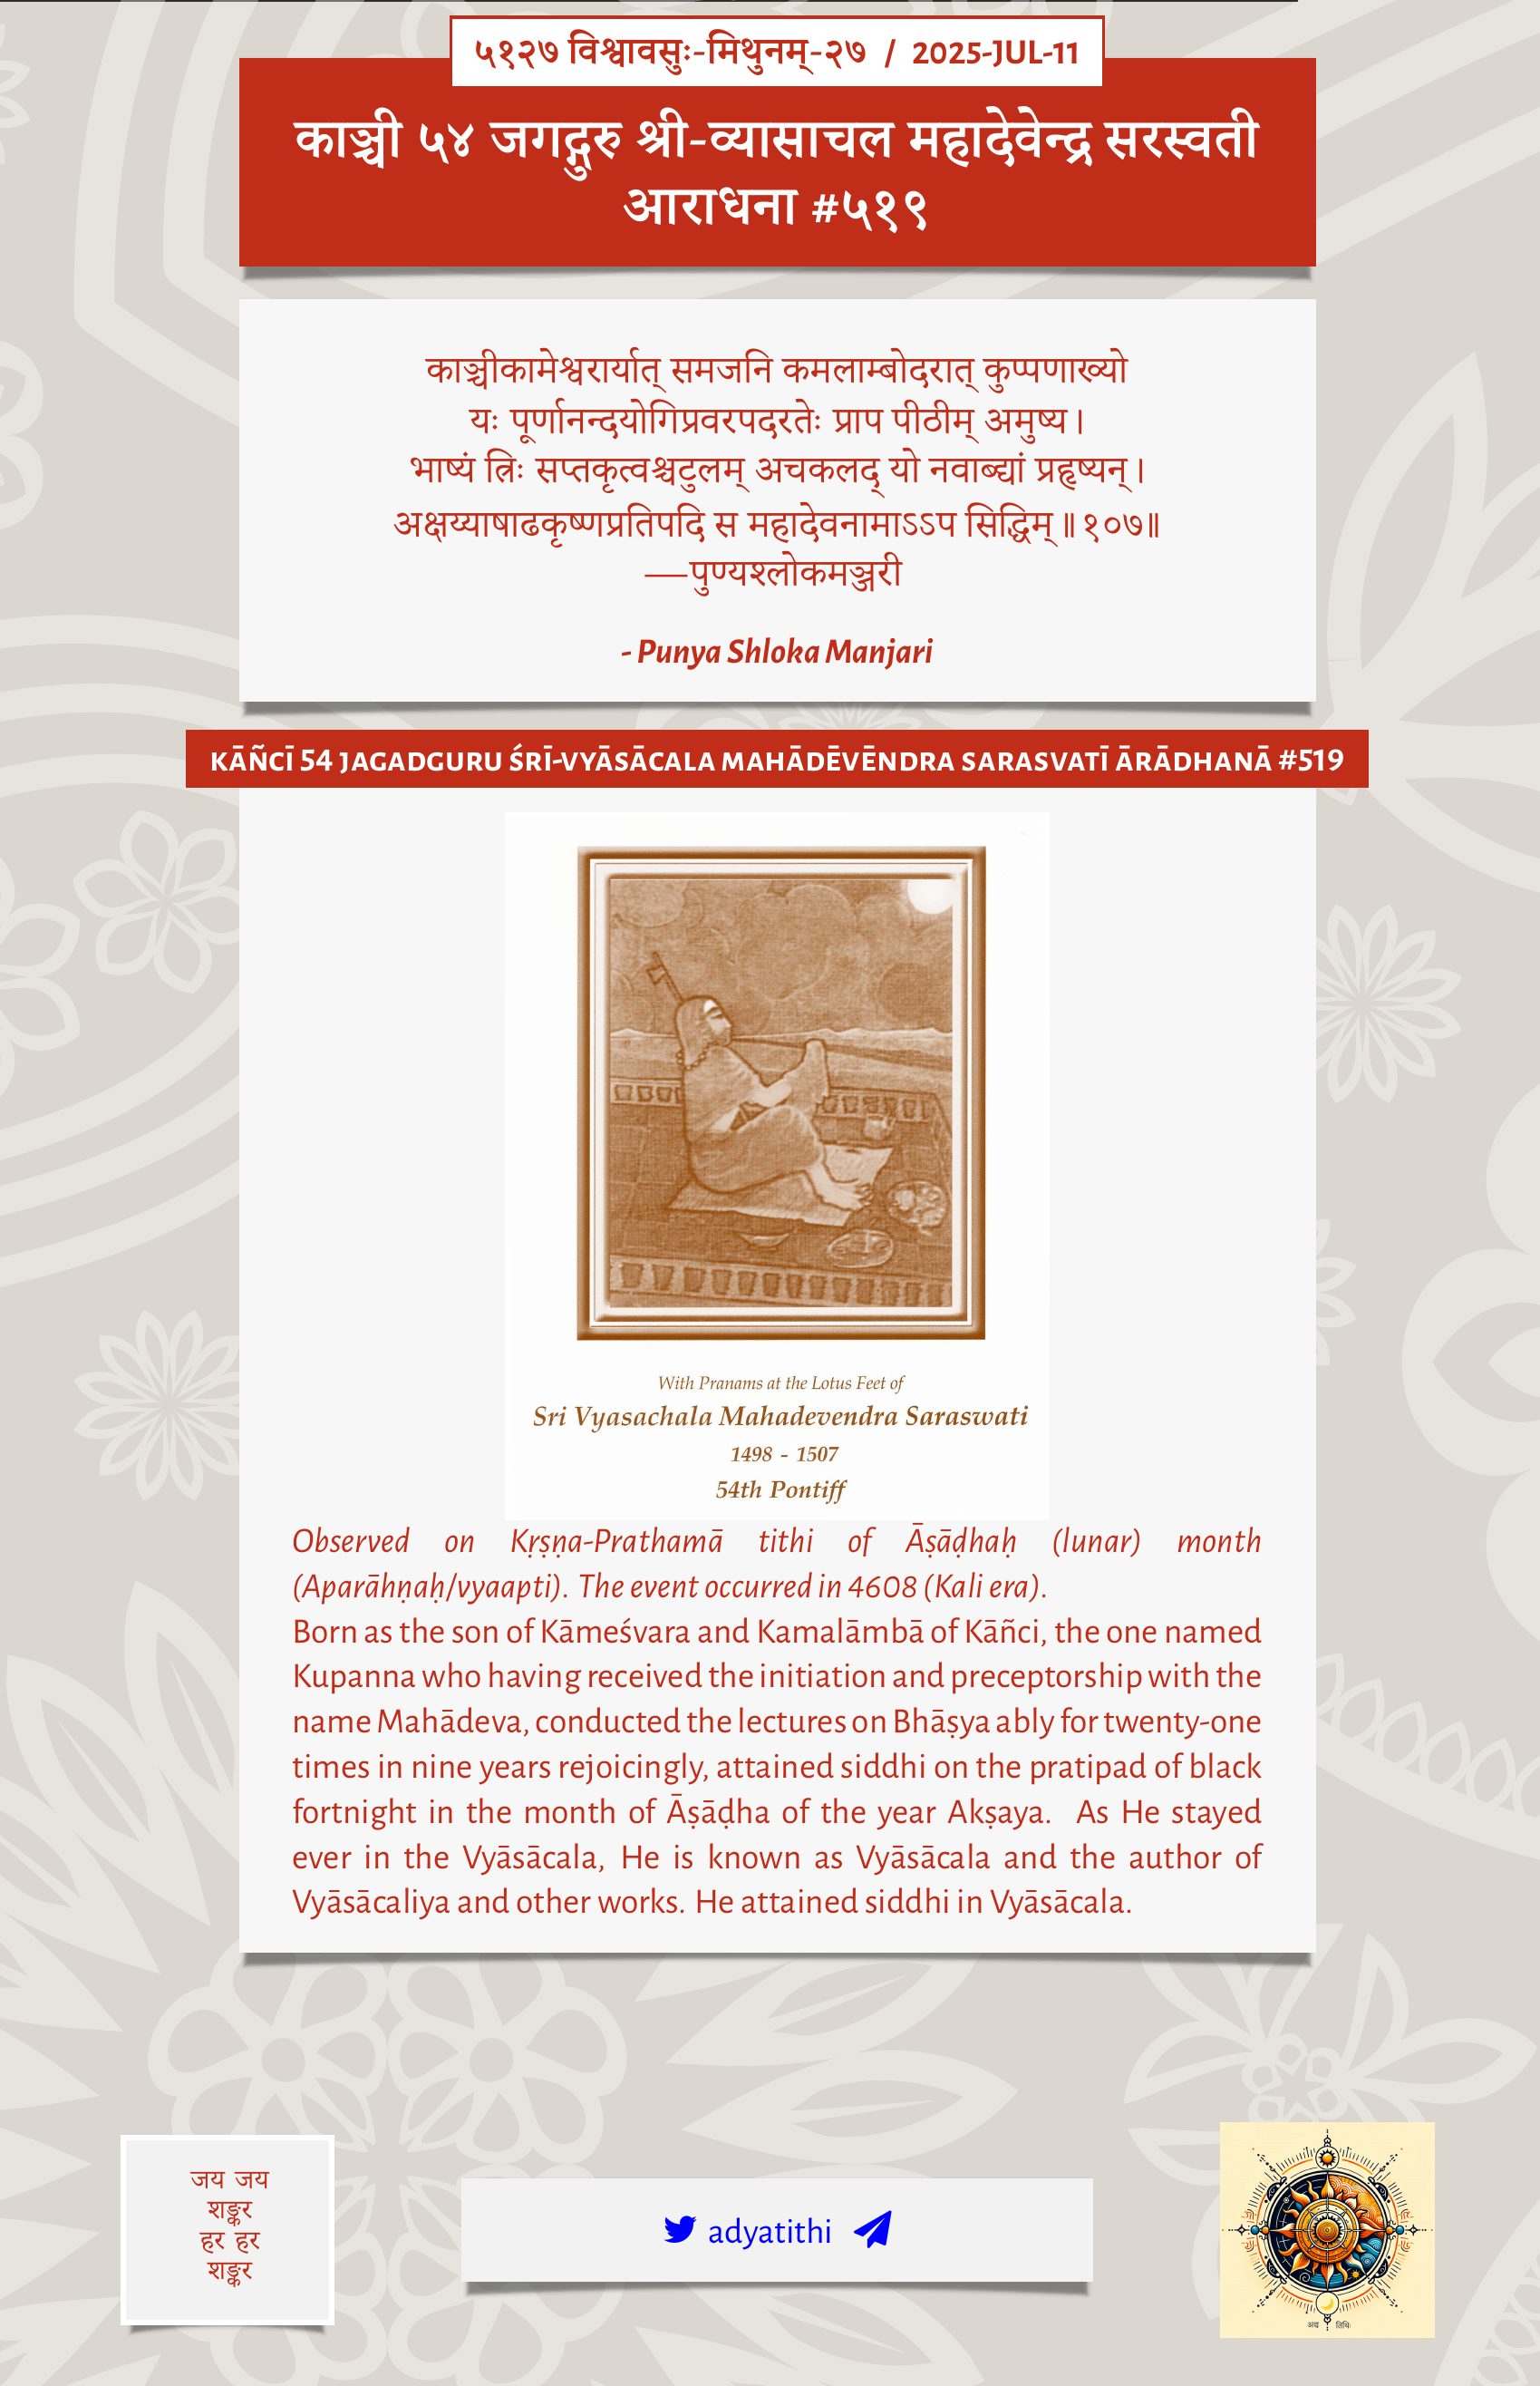 ५१२७ विश्वावसुः-मिथुनम्-२७ / 2025-JUL-11
काञ्ची ५४ जगद्गुरु श्री-व्यासाचल महादेवेन्द्र सरस्वती
आराधना #५१९
काञ्चीकामेश्वरार्यात् समजनि कमलाम्बोदरात् कुप्पणाख्यो
यः पूर्णानन्दयोगिप्रवरपदरतेः प्राप पीठीम् अमुष्य।
भाष्यं त्रिः सप्तकृत्वश्चटुलम् अचकलद् यो नवाब्द्यां प्रहृष्यन्।
अक्षय्याषाढकृष्णप्रतिपदि स महादेवनामाऽऽप सिद्धिम्॥१०७॥
—पुण्यश्लोकमञ्जरी
- Punya Shloka Manjari
KĀÑCĪ 54 JAGADGURU ŚRĪ-VYĀSĀCALA MAHĀDĒVĒNDRA SARASVATĪ ĀRĀDHANĀ #519
With Pranams at the Lotus Feet of
Sri Vyasachala Mahadevendra Saraswati
1498 - 1507
54th Pontiff
Observed on Kṛṣṇa-Prathamā tithi of Āṣāḍhaḥ (lunar) month
(Aparāhṇaḥ/vyaapti). The event occurred in 4608 (Kali era).
Born as the son of Kāmeśvara and Kamalāmbā of Kāñci, the one named
Kupanna who having received the initiation and preceptorship with the
name Mahādeva, conducted the lectures on Bhāṣya ably for twenty-one
times in nine years rejoicingly, attained siddhi on the pratipad of black
fortnight in the month of Āṣāḍha of the year Akṣaya. As He stayed
ever in the Vyāsācala, He is known as Vyāsācala and the author of
Vyāsācaliya and other works. He attained siddhi in Vyāsācala.
जय जय
शङ्कर
हर हर
शङ्कर
adyatithi
अद्य तिथिः